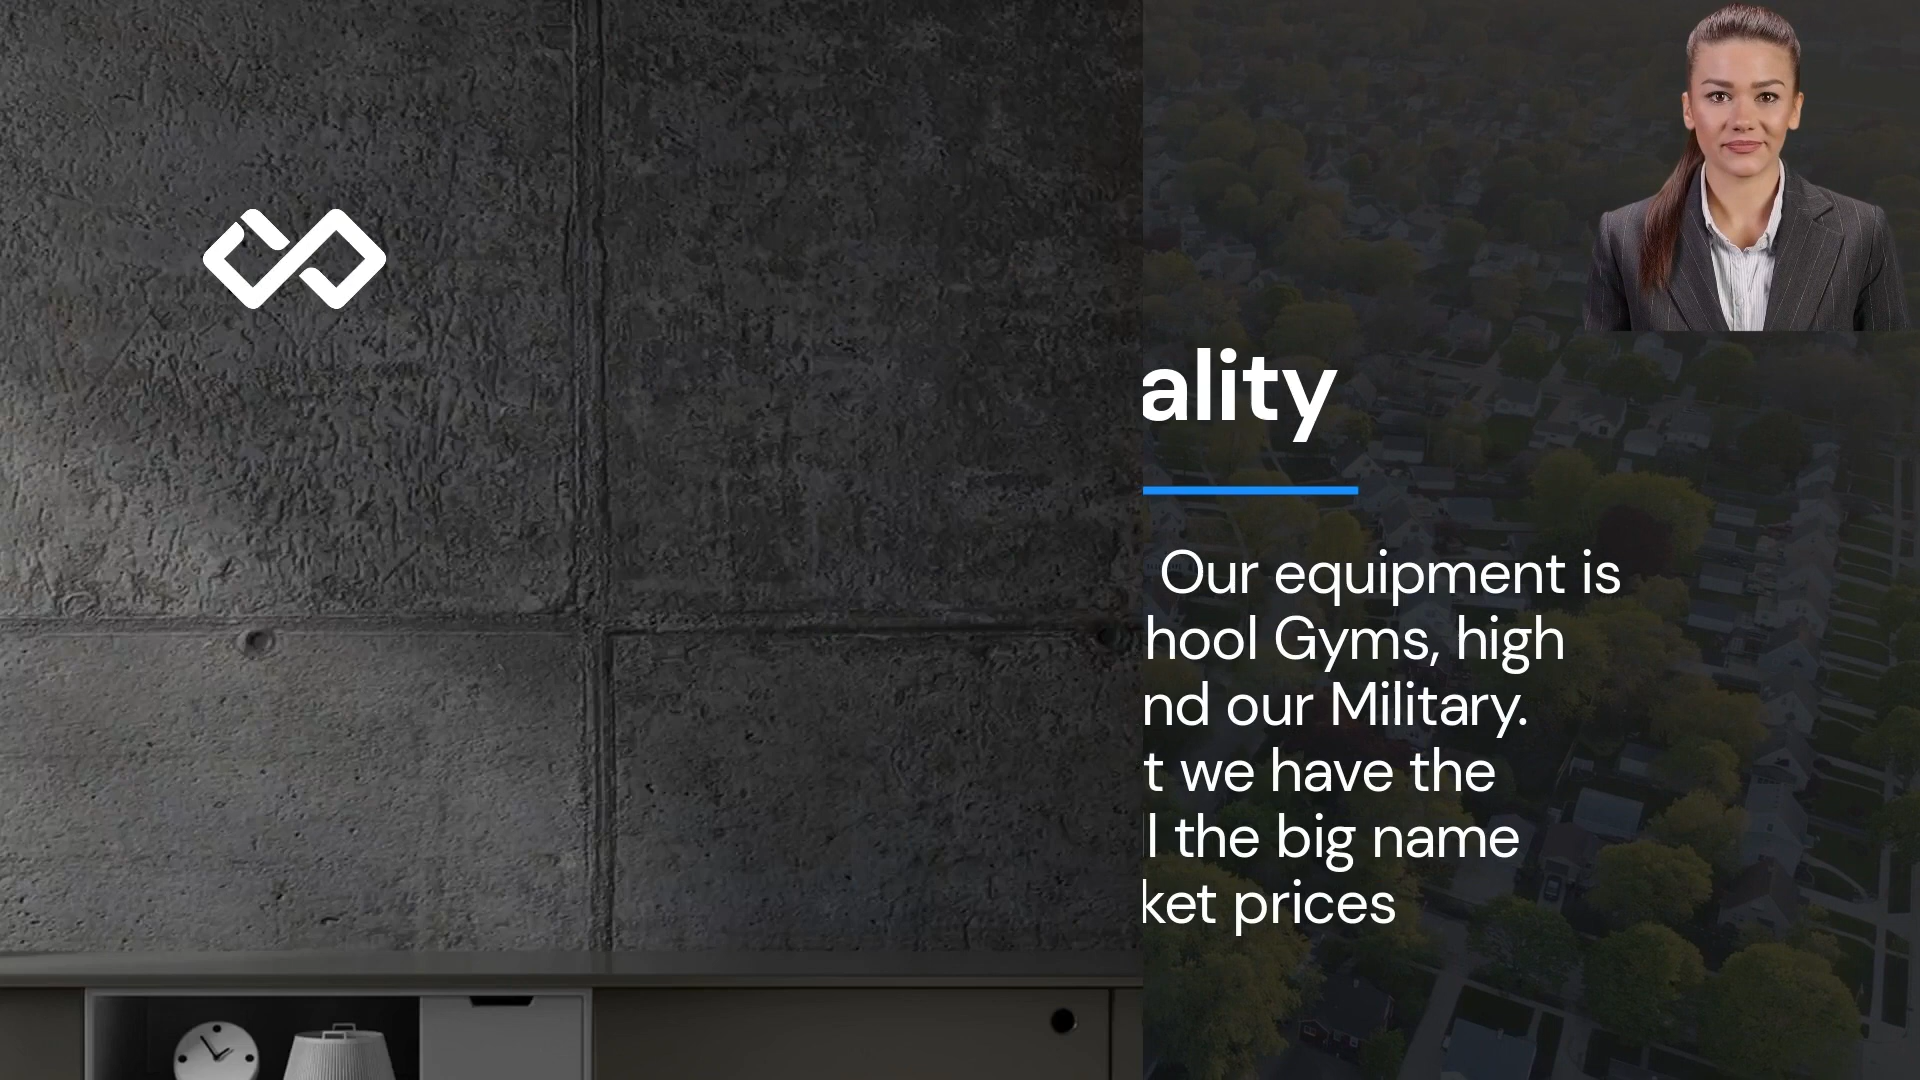 ality
Our equipment is
hool Gyms, high
nd our Military.
t we have the
l the big name
ket prices